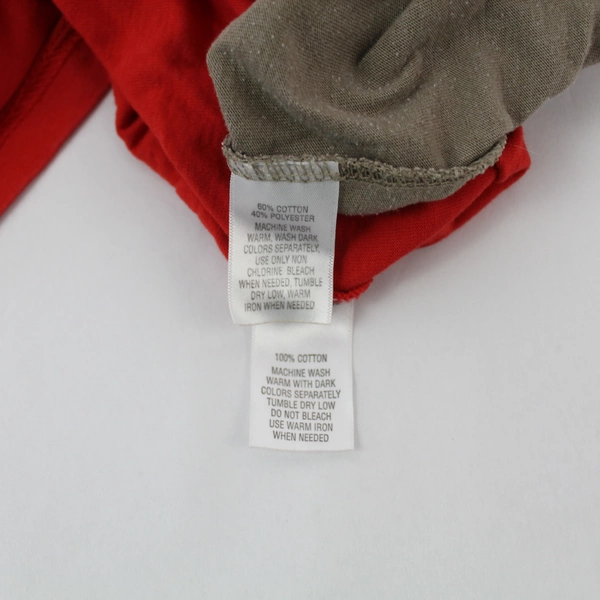 60% COTTON
40% POLYESTER
MACHINE WASH
WARM, WASH DARK
COLORS SEPARATELY,
USE ONLY NON
CHLORINE BLEACH
WHEN NEEDED, TUMBLE
DRY LOW, WARM
IRON WHEN NEEDED
100% COTTON
MACHINE WASH
WARM WITH DARK
COLORS SEPARATELY
TUMBLE DRY LOW
DO NOT BLEACH
USE WARM IRON
WHEN NEEDED